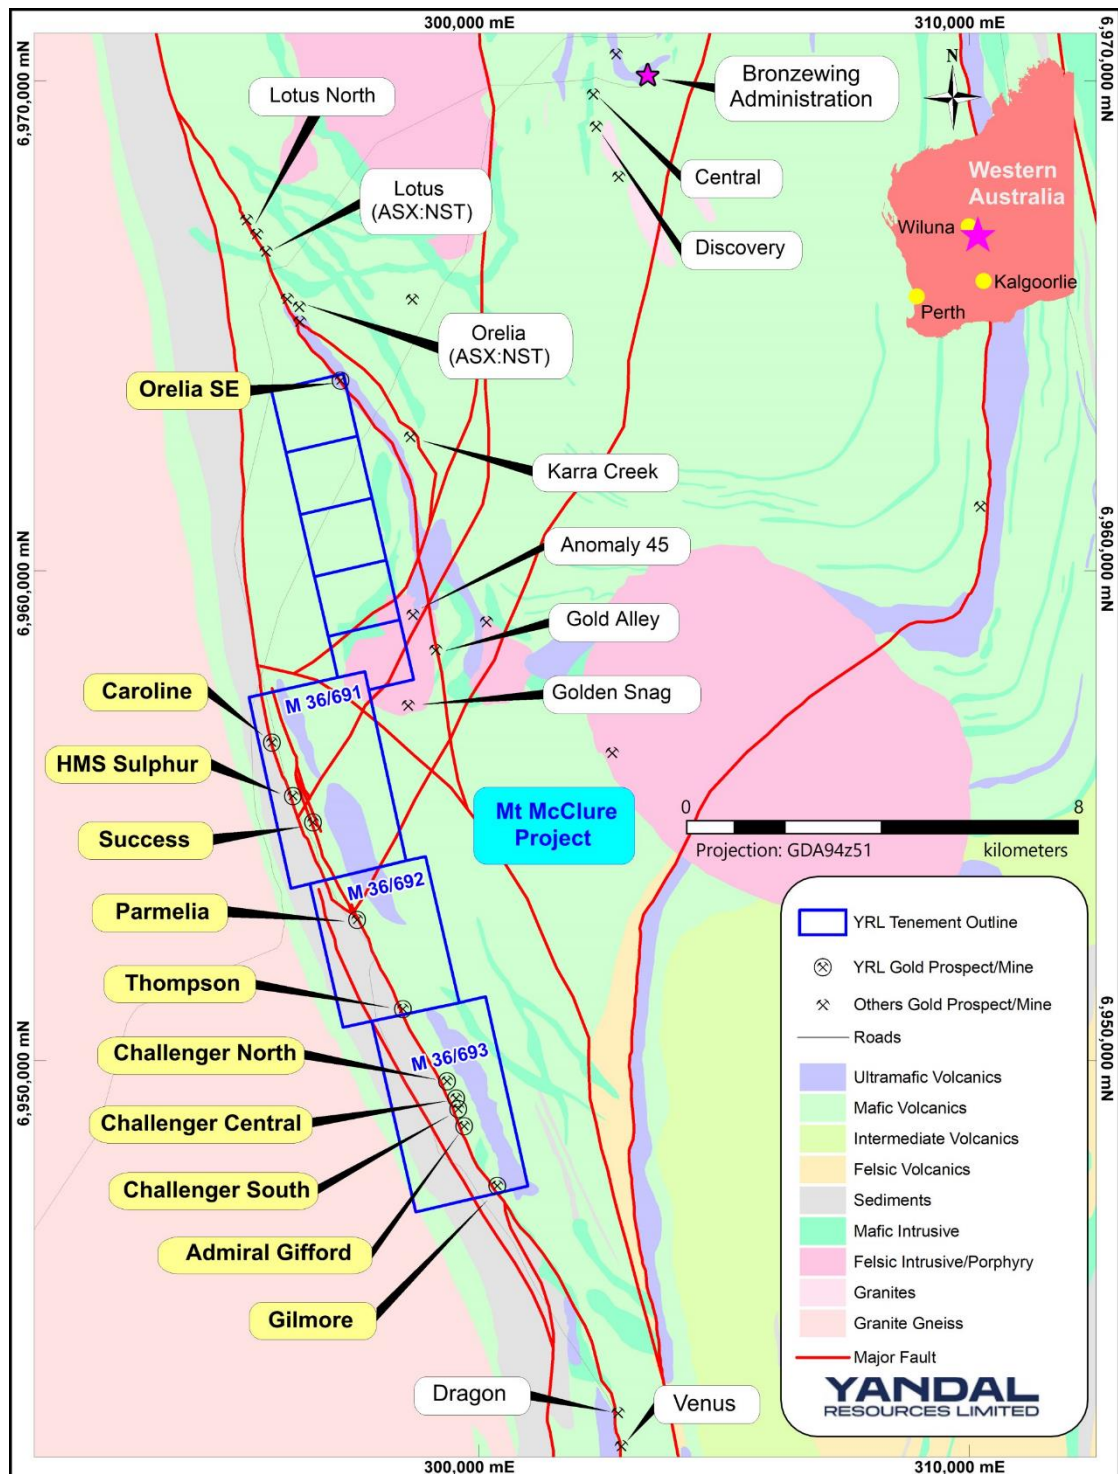 300,000 mE
310,000 mE
6,970,000 mN
6,970,000 mN
N
Lotus North
Bronzewing
Administration
Lotus
(ASX:NST)
Central
Western
Australia
Wiluna
Discovery
Kalgoorlie
Perth
Orelia
(ASX:NST)
Orelia SE
Karra Creek
Anomaly 45
6,960,000 mN
6,960,000 mN
Gold Alley
Caroline
M 36/691
Golden Snag
HMS Sulphur
Mt McClure
Project
0
8
Success
Projection: GDA94z51
kilometers
M 36/692
Parmelia
YRL Tenement Outline
YRL Gold Prospect/Mine
Thompson
Others Gold Prospect/Mine
Roads
Challenger North
M 36/693
6,950,000 mN
6,950,000 mN
Ultramafic Volcanics
Mafic Volcanics
Challenger Central
Intermediate Volcanics
Felsic Volcanics
Challenger South
Sediments
Mafic Intrusive
Admiral Gifford
Felsic Intrusive/Porphyry
Granites
Gilmore
Granite Gneiss
Major Fault
Dragon
Venus
YANDAL
RESOURCES LIMITED
300,000 mE
310,000 mE